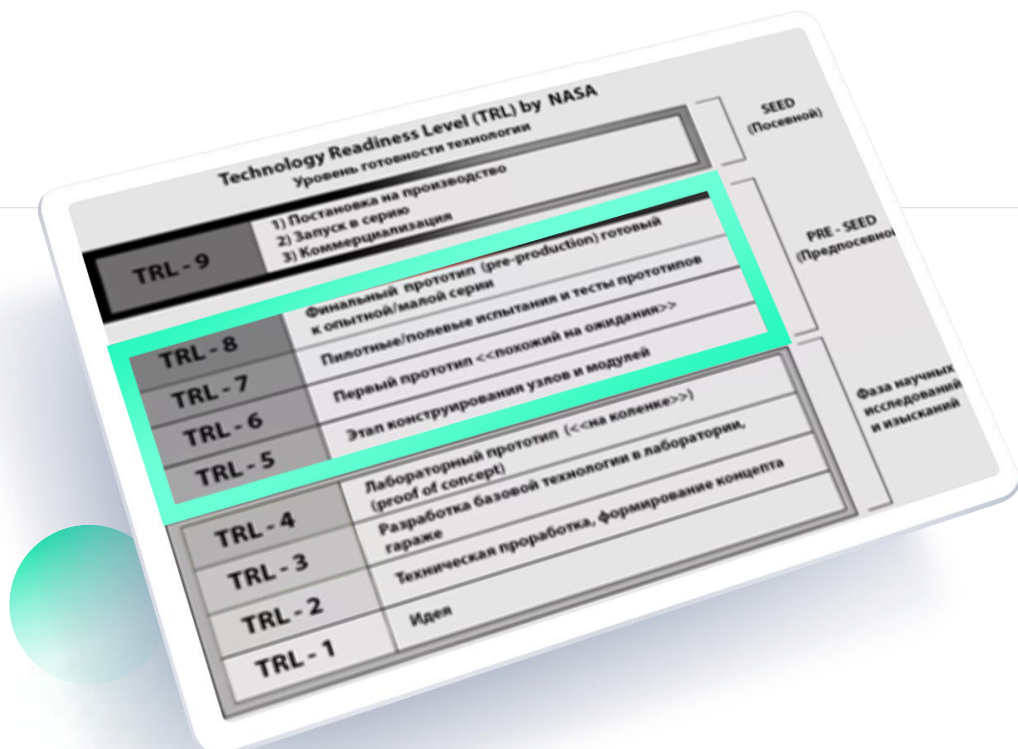 Technology Readiness Level (TRL) by NASA
Уровень готовности технологии
SEED
(Посевной)
TRL - 9
1) Постановка на производство
2) Запуск в серию
3) Коммерциализация
PRE - SEED
(Предпосевной
TRL - 8
Финальный прототип (pre-production) готовый
к опытной/малой серии
TRL - 7
Пилотные/полевые испытания и тесты прототипов
TRL - 6
Первый прототип <<похожий на ожидания>>
TRL - 5
Этап конструирования узлов и модулей
Фаза научных
исследований
и изысканий
TRL - 4
Лабораторный прототип (<<на коленке>>)
(proof of concept)
TRL - 3
Разработка базовой технологии в лаборатории,
гараже
TRL - 2
Техническая проработка, формирование концепта
TRL - 1
Идея